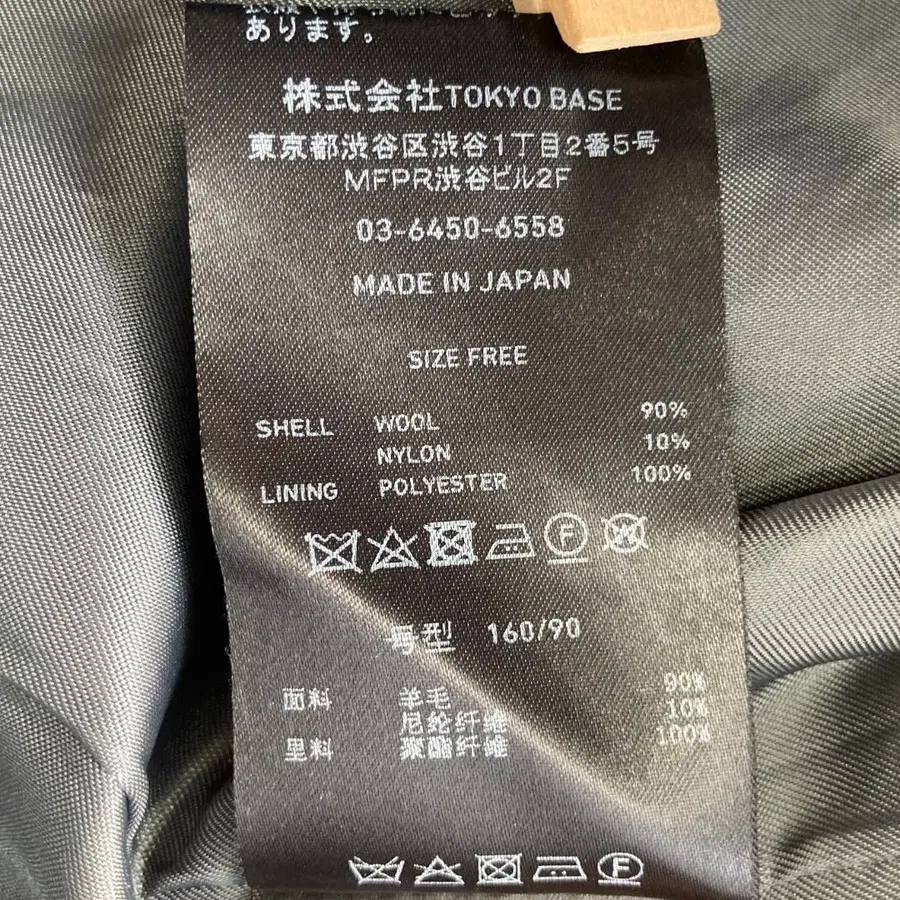 あります。
株式会社TOKYO BASE
東京都渋谷区渋谷1丁目2番5号
MFPR渋谷ビル2F
03-6450-6558
MADE IN JAPAN
SIZE FREE
SHELL WOOL 90%
NYLON 10%
LINING POLYESTER 100%
号型 160/90
面料 羊毛 90%
尼纶纤维 10%
里料 聚酯纤维 100%